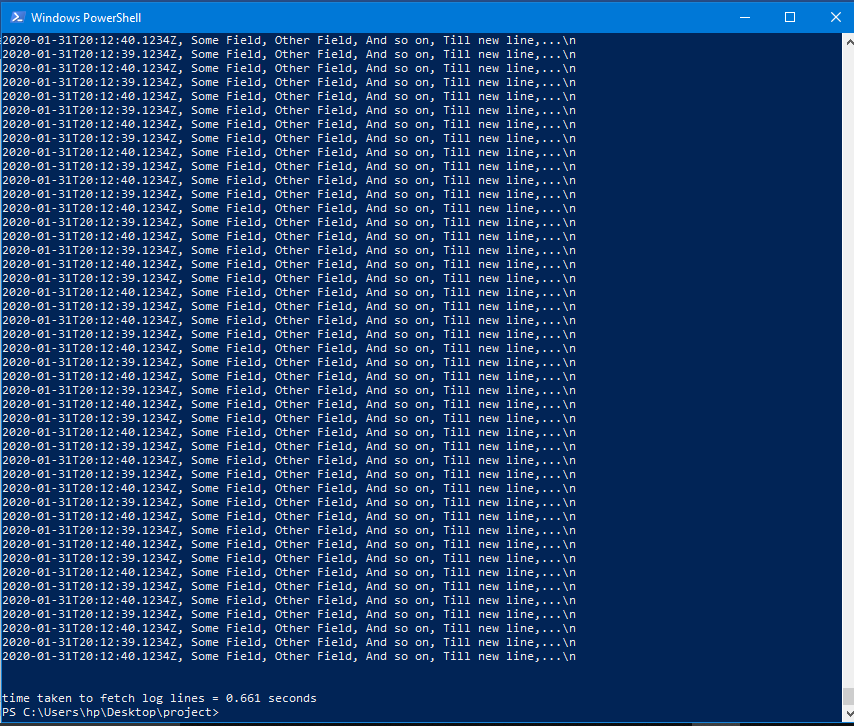 Windows PowerShell
2020-01-31T20:12:40.1234Z, Some Field, Other Field, And so on, Till new line,...\n
2020-01-31T20:12:39.1234Z, Some Field, Other Field, And so on, Till new line,...\n
2020-01-31T20:12:40.1234Z, Some Field, Other Field, And so on, Till new line,...\n
2020-01-31T20:12:39.1234Z, Some Field, Other Field, And so on, Till new line,...\n
2020-01-31T20:12:40.1234Z, Some Field, Other Field, And so on, Till new line,...\n
2020-01-31T20:12:39.1234Z, Some Field, Other Field, And so on, Till new line,...\n
2020-01-31T20:12:40.1234Z, Some Field, Other Field, And so on, Till new line,...\n
2020-01-31T20:12:39.1234Z, Some Field, Other Field, And so on, Till new line,...\n
2020-01-31T20:12:40.1234Z, Some Field, Other Field, And so on, Till new line,...\n
2020-01-31T20:12:39.1234Z, Some Field, Other Field, And so on, Till new line,...\n
2020-01-31T20:12:40.1234Z, Some Field, Other Field, And so on, Till new line,...\n
2020-01-31T20:12:39.1234Z, Some Field, Other Field, And so on, Till new line,...\n
2020-01-31T20:12:40.1234Z, Some Field, Other Field, And so on, Till new line,...\n
2020-01-31T20:12:39.1234Z, Some Field, Other Field, And so on, Till new line,...\n
2020-01-31T20:12:40.1234Z, Some Field, Other Field, And so on, Till new line,...\n
2020-01-31T20:12:39.1234Z, Some Field, Other Field, And so on, Till new line,...\n
2020-01-31T20:12:40.1234Z, Some Field, Other Field, And so on, Till new line,...\n
2020-01-31T20:12:39.1234Z, Some Field, Other Field, And so on, Till new line,...\n
2020-01-31T20:12:40.1234Z, Some Field, Other Field, And so on, Till new line,...\n
2020-01-31T20:12:39.1234Z, Some Field, Other Field, And so on, Till new line,...\n
2020-01-31T20:12:40.1234Z, Some Field, Other Field, And so on, Till new line,...\n
2020-01-31T20:12:39.1234Z, Some Field, Other Field, And so on, Till new line,...\n
2020-01-31T20:12:40.1234Z, Some Field, Other Field, And so on, Till new line,...\n
2020-01-31T20:12:39.1234Z, Some Field, Other Field, And so on, Till new line,...\n
2020-01-31T20:12:40.1234Z, Some Field, Other Field, And so on, Till new line,...\n
2020-01-31T20:12:39.1234Z, Some Field, Other Field, And so on, Till new line,...\n
2020-01-31T20:12:40.1234Z, Some Field, Other Field, And so on, Till new line,...\n
2020-01-31T20:12:39.1234Z, Some Field, Other Field, And so on, Till new line,...\n
2020-01-31T20:12:40.1234Z, Some Field, Other Field, And so on, Till new line,...\n
2020-01-31T20:12:39.1234Z, Some Field, Other Field, And so on, Till new line,...\n
2020-01-31T20:12:40.1234Z, Some Field, Other Field, And so on, Till new line,...\n
2020-01-31T20:12:39.1234Z, Some Field, Other Field, And so on, Till new line,...\n
2020-01-31T20:12:40.1234Z, Some Field, Other Field, And so on, Till new line,...\n
2020-01-31T20:12:39.1234Z, Some Field, Other Field, And so on, Till new line,...\n
2020-01-31T20:12:40.1234Z, Some Field, Other Field, And so on, Till new line,...\n
2020-01-31T20:12:39.1234Z, Some Field, Other Field, And so on, Till new line,...\n
2020-01-31T20:12:40.1234Z, Some Field, Other Field, And so on, Till new line,...\n
2020-01-31T20:12:39.1234Z, Some Field, Other Field, And so on, Till new line,...\n
2020-01-31T20:12:40.1234Z, Some Field, Other Field, And so on, Till new line,...\n
2020-01-31T20:12:39.1234Z, Some Field, Other Field, And so on, Till new line,...\n
2020-01-31T20:12:40.1234Z, Some Field, Other Field, And so on, Till new line,...\n
2020-01-31T20:12:39.1234Z, Some Field, Other Field, And so on, Till new line,...\n
2020-01-31T20:12:40.1234Z, Some Field, Other Field, And so on, Till new line,...\n
2020-01-31T20:12:39.1234Z, Some Field, Other Field, And so on, Till new line,...\n
2020-01-31T20:12:40.1234Z, Some Field, Other Field, And so on, Till new line,...\n
time taken to fetch log lines = 0.661 seconds
PS C:\Users\hp\Desktop\project>